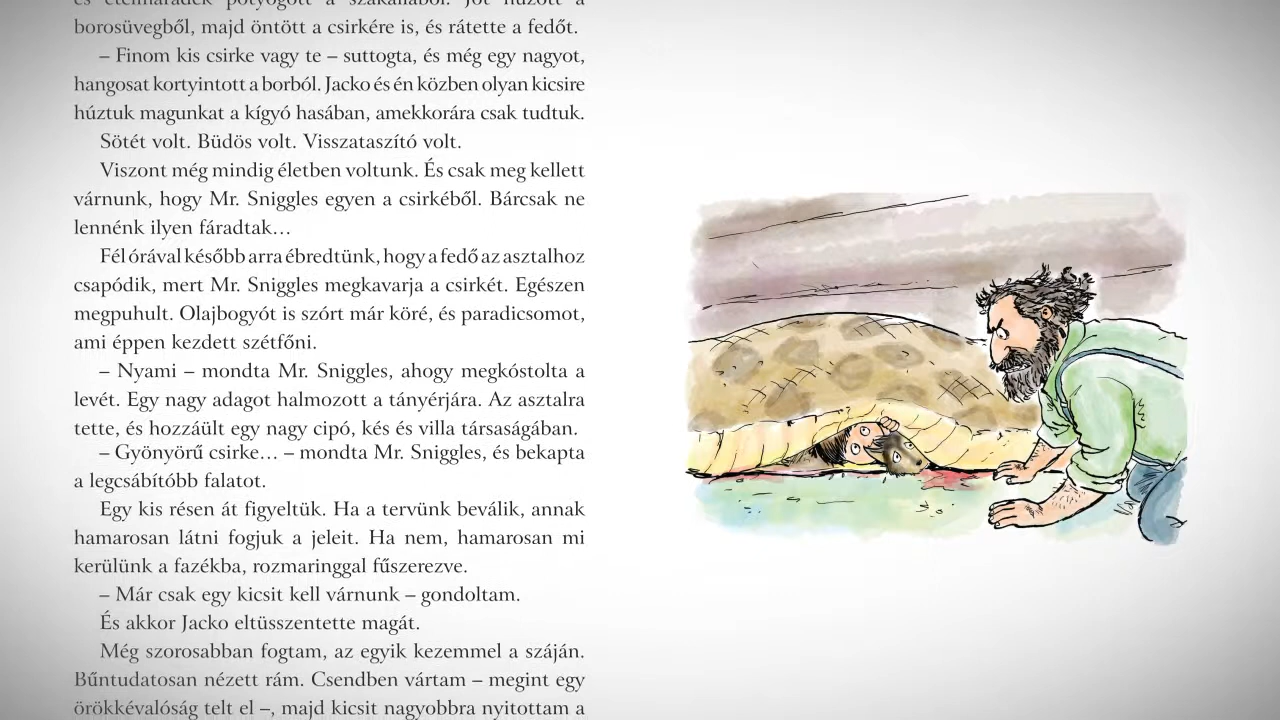 és ételmaradék potyogott a szakállából. Jót húzott a
borosüvegből, majd öntött a csirkére is, és rátette a fedőt.
– Finom kis csirke vagy te – suttogta, és még egy nagyot,
hangosat kortyintott a borból. Jacko és én közben olyan kicsire
húztuk magunkat a kígyó hasában, amekkorára csak tudtuk.
Sötét volt. Büdös volt. Visszataszító volt.
Viszont még mindig életben voltunk. És csak meg kellett
várnunk, hogy Mr. Sniggles egyen a csirkéből. Bárcsak ne
lennénk ilyen fáradtak…
Fél órával később arra ébredtünk, hogy a fedő az asztalhoz
csapódik, mert Mr. Sniggles megkavarja a csirkét. Egészen
megpuhult. Olajbogyót is szórt már köré, és paradicsomot,
ami éppen kezdett szétfőni.
– Nyami – mondta Mr. Sniggles, ahogy megkóstolta a
levét. Egy nagy adagot halmozott a tányérjára. Az asztalra
tette, és hozzáült egy nagy cipó, kés és villa társaságában.
– Gyönyörű csirke… – mondta Mr. Sniggles, és bekapta
a legcsábítóbb falatot.
Egy kis résen át figyeltük. Ha a tervünk beválik, annak
hamarosan látni fogjuk a jeleit. Ha nem, hamarosan mi
kerülünk a fazékba, rozmaringgal fűszerezve.
– Már csak egy kicsit kell várnunk – gondoltam.
És akkor Jacko eltüsszentette magát.
Még szorosabban fogtam, az egyik kezemmel a száján.
Bűntudatosan nézett rám. Csendben vártam – megint egy
örökkévalóság telt el –, majd kicsit nagyobbra nyitottam a